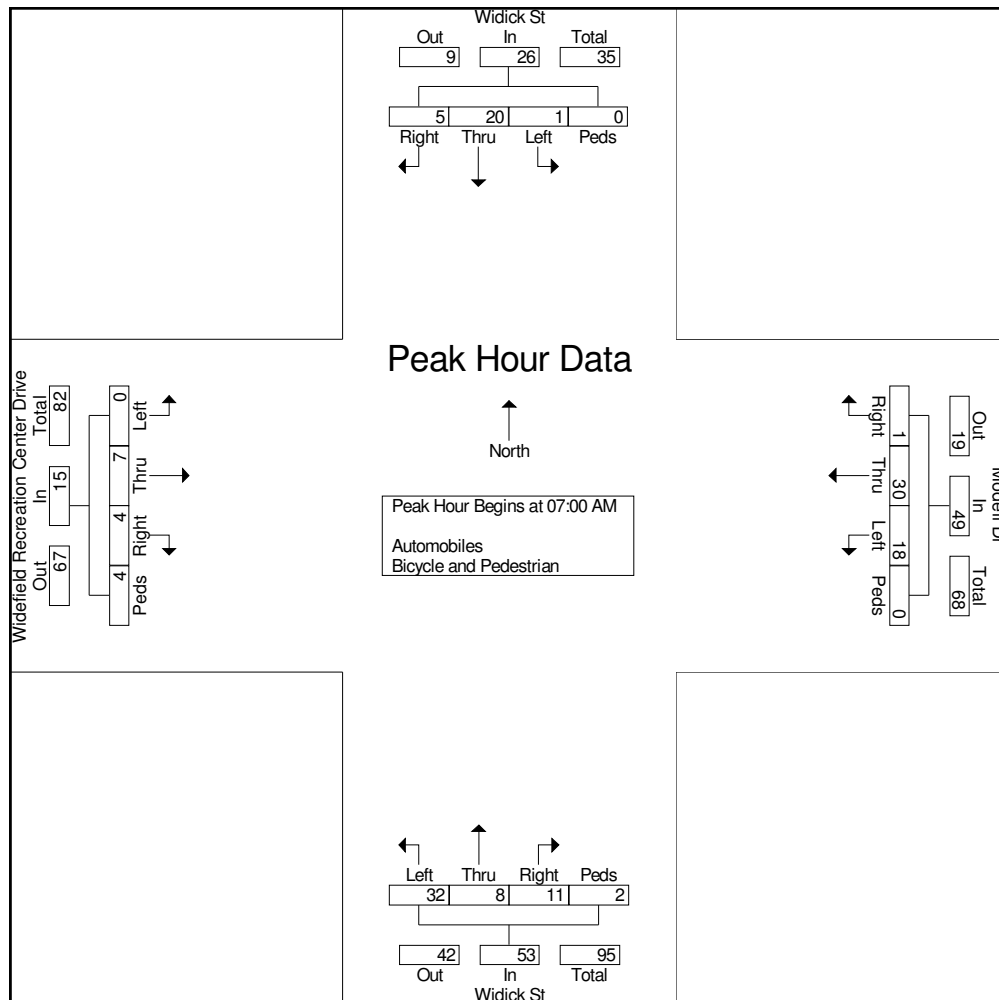 Widick St
Out In Total
9 26 35
5 20 1 0
Right Thru Left Peds
Peak Hour Data
North
Peak Hour Begins at 07:00 AM
Automobiles
Bicycle and Pedestrian
Widefield Recreation Center Drive
Total In Out
82 15 67
0 7 4 4
Left Thru Right Peds
Right Thru Left Peds
1 30 18 0
19 49 68
Out In Total
Left Thru Right Peds
32 8 11 2
42 53 95
Out In Total
Widick St